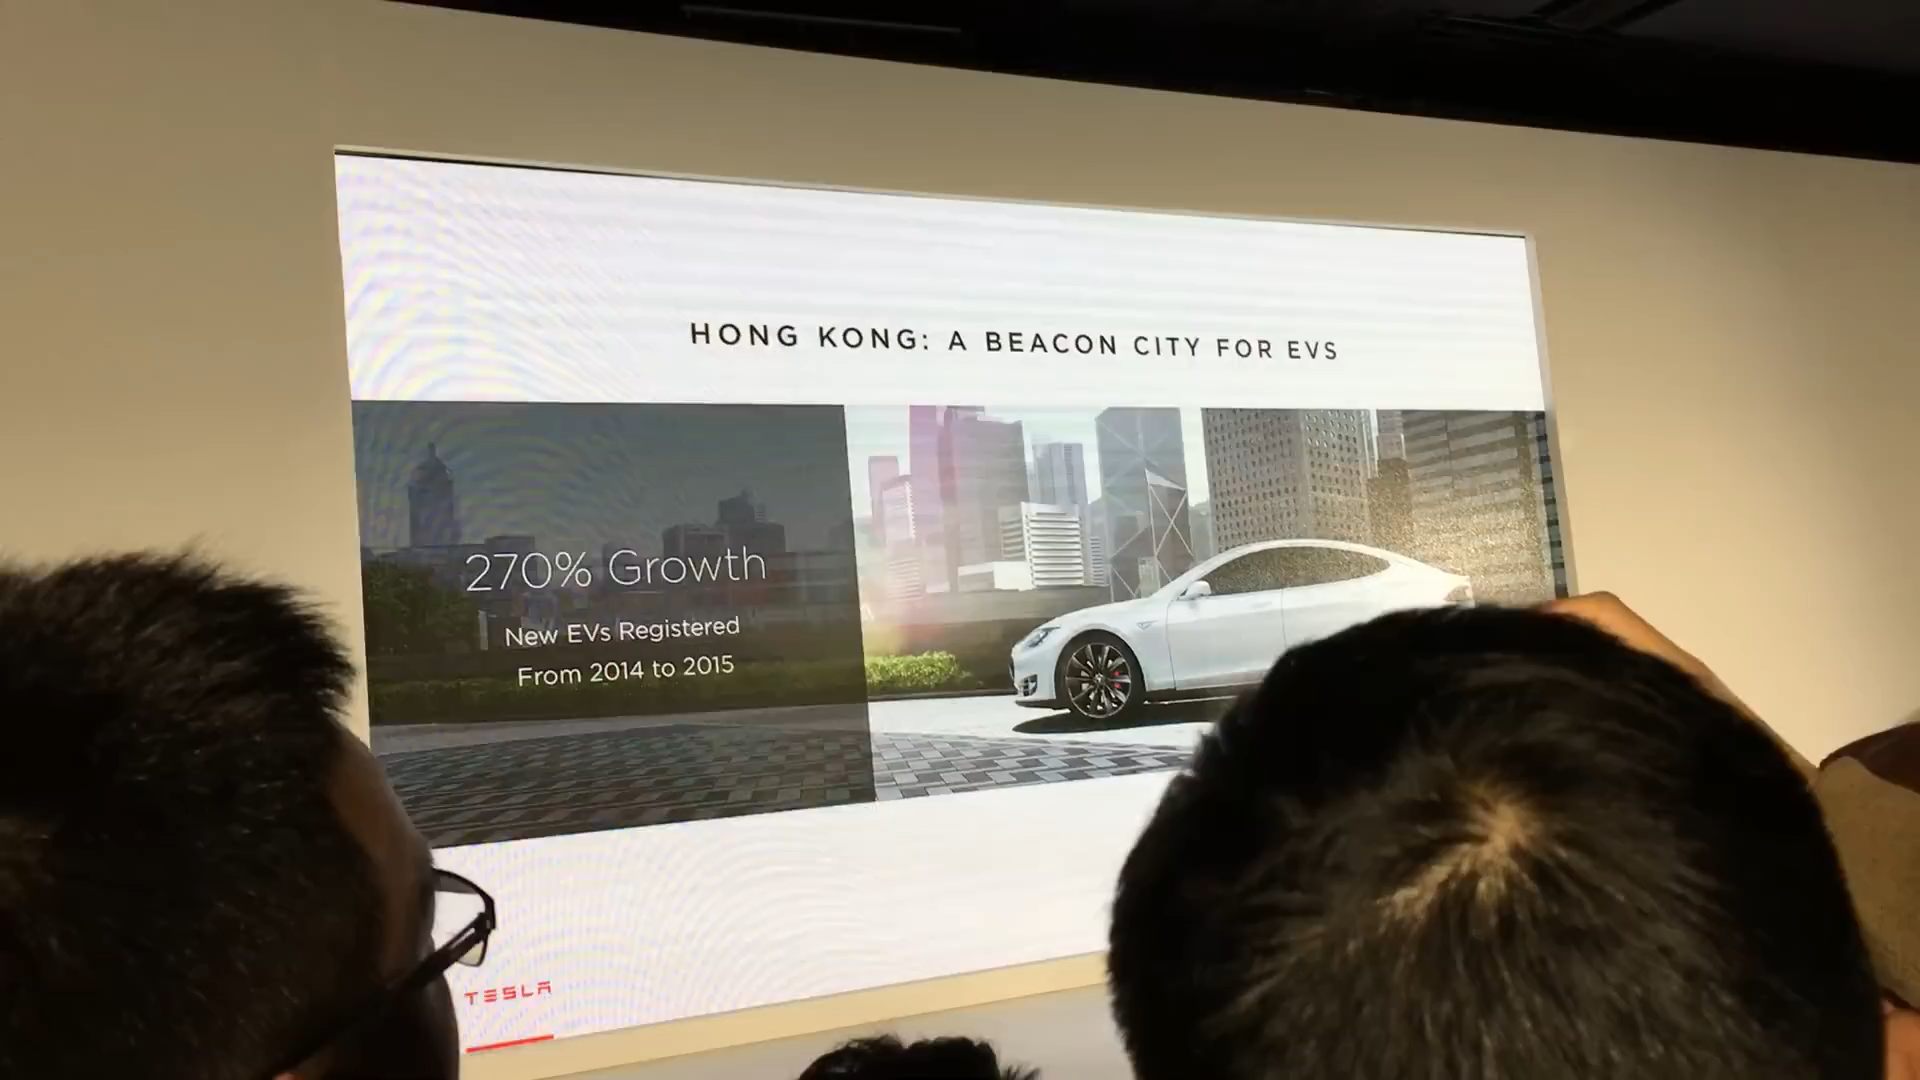 HONG KONG: A BEACON CITY FOR EVS
270% Growth
New EVs Registered
From 2014 to 2015
TESLA